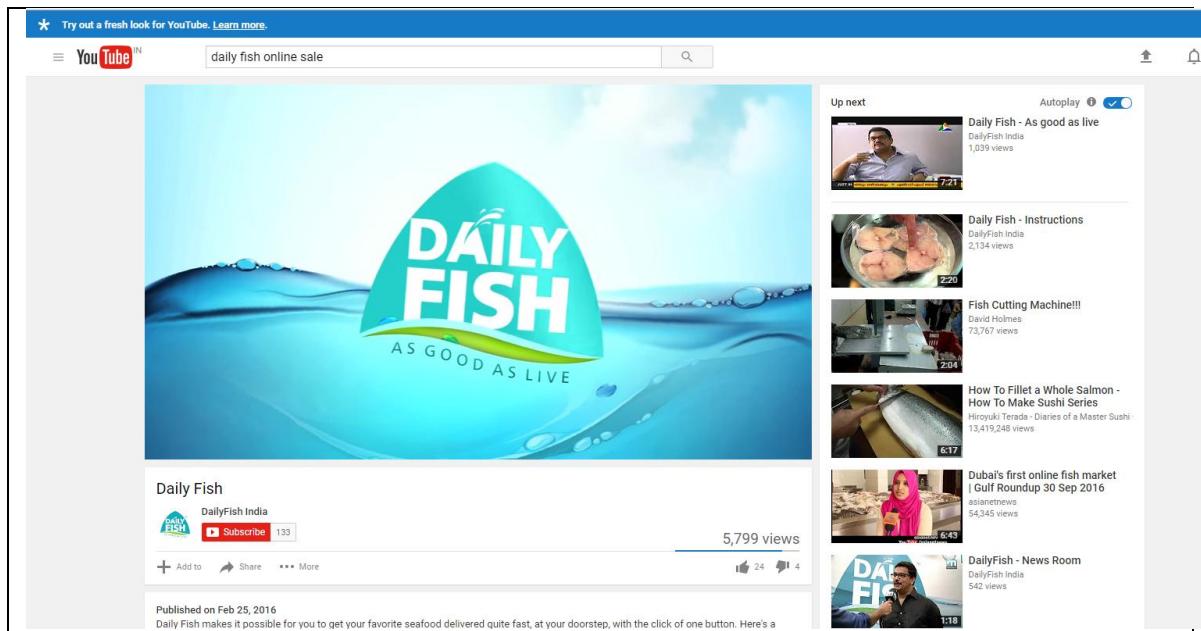 Try out a fresh look for YouTube. Learn more.
YouTube IN
daily fish online sale
DAILY
FISH
AS GOOD AS LIVE
Daily Fish
DailyFish India
DAILY
FISH
Subscribe 133
5,799 views
Add to Share More
24 4
Published on Feb 25, 2016
Daily Fish makes it possible for you to get your favorite seafood delivered quite fast, at your doorstep, with the click of one button. Here's a
Up next Autoplay
Daily Fish - As good as live
DailyFish India
1,039 views
JUST IN
7:21
Daily Fish - Instructions
DailyFish India
2,134 views
2:20
Fish Cutting Machine!!!
David Holmes
73,767 views
2:04
How To Fillet a Whole Salmon -
How To Make Sushi Series
Hiroyuki Terada - Diaries of a Master Sushi
13,419,248 views
6:17
Dubai's first online fish market
| Gulf Roundup 30 Sep 2016
asianetnews
54,345 views
6:43
DailyFish - News Room
DailyFish India
542 views
1:18